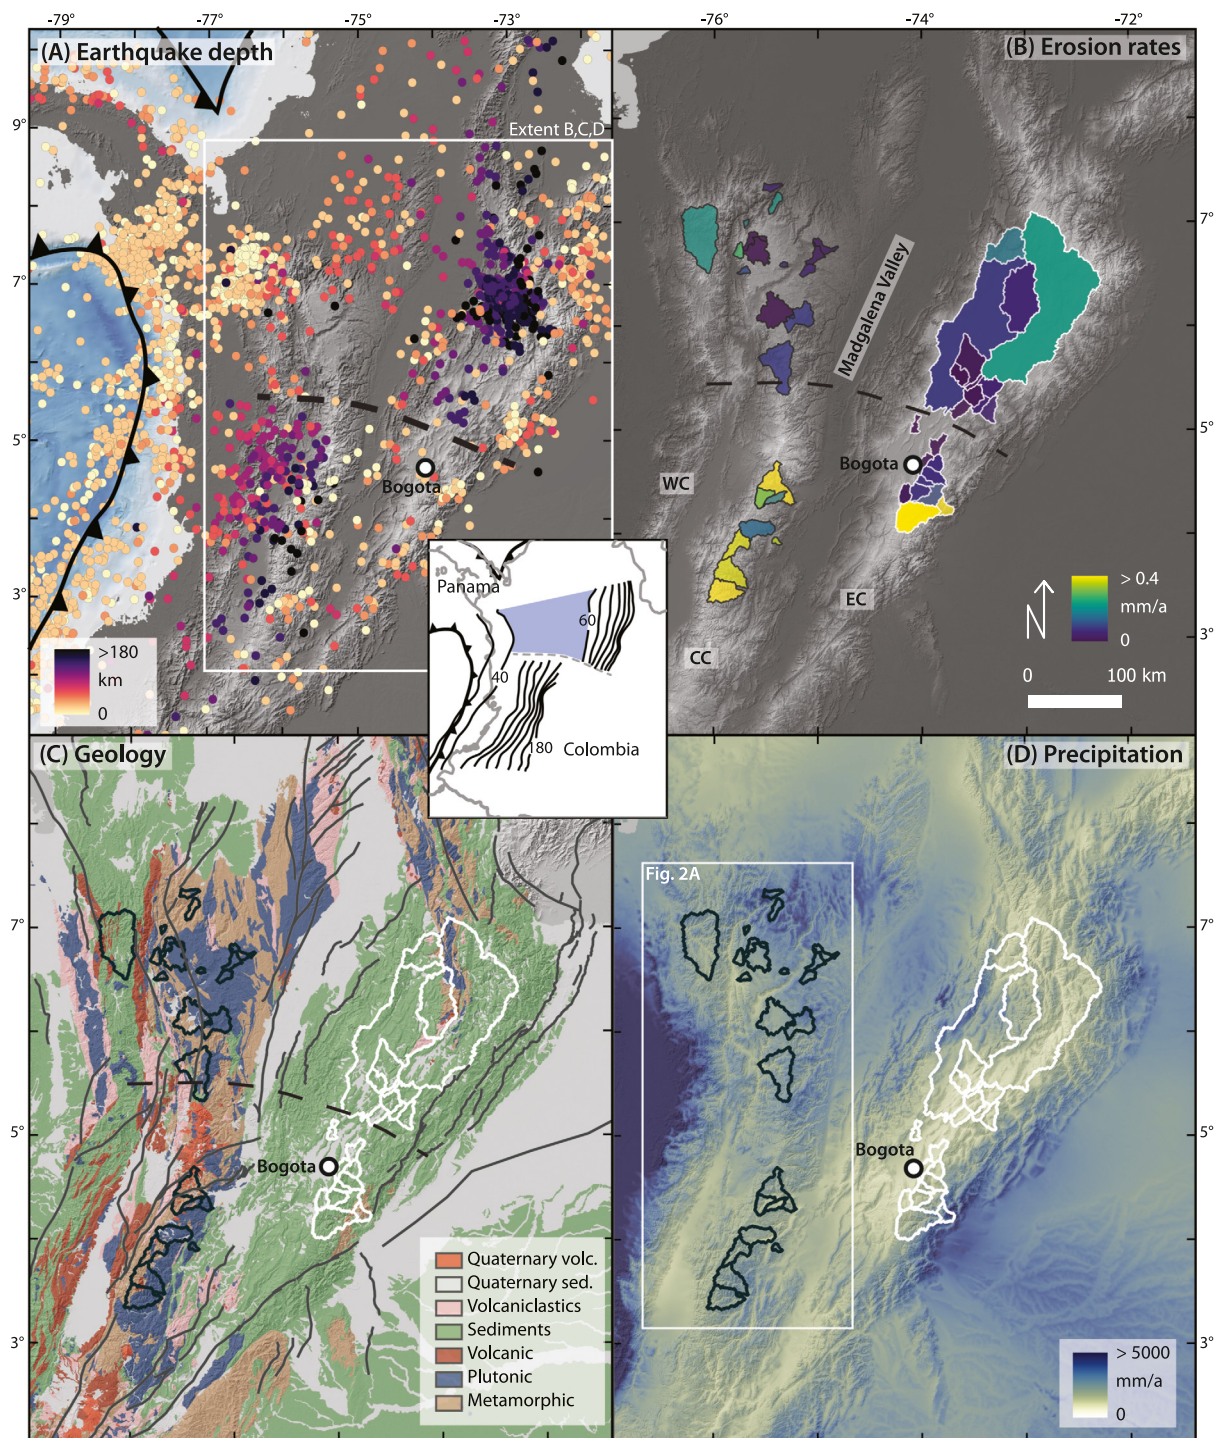 -79°
-77°
-75°
-73°
-76°
-74°
-72°
(A) Earthquake depth
Extent B,C,D
9°
7°
5°
3°
Bogota
>180
km
0
(B) Erosion rates
Madgalena Valley
7°
5°
3°
Bogota
WC
CC
EC
N
> 0.4
mm/a
0
0
100 km
Panama
60
40
180
Colombia
(C) Geology
7°
5°
3°
Bogota
Quaternary volc.
Quaternary sed.
Volcaniclastics
Sediments
Volcanic
Plutonic
Metamorphic
(D) Precipitation
Fig. 2A
7°
5°
3°
Bogota
> 5000
mm/a
0